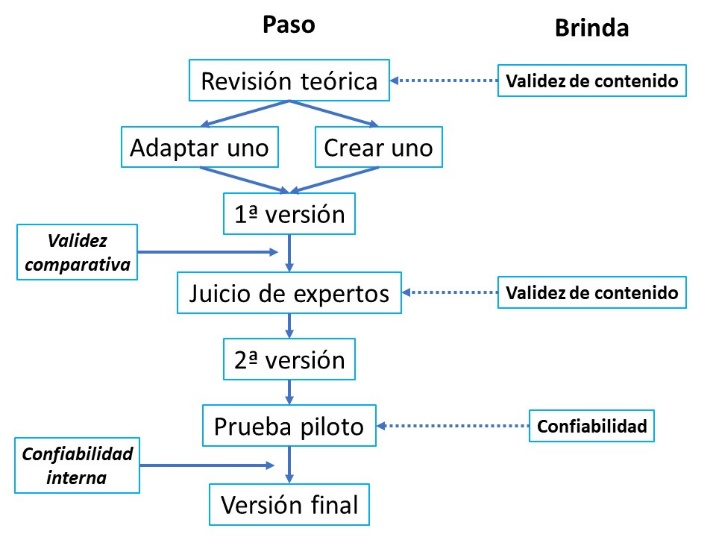 Paso
Brinda
Revisión teórica
Validez de contenido
Adaptar uno
Crear uno
1ª versión
Validez
comparativa
Juicio de expertos
Validez de contenido
2ª versión
Prueba piloto
Confiabilidad
Confiabilidad
interna
Versión final